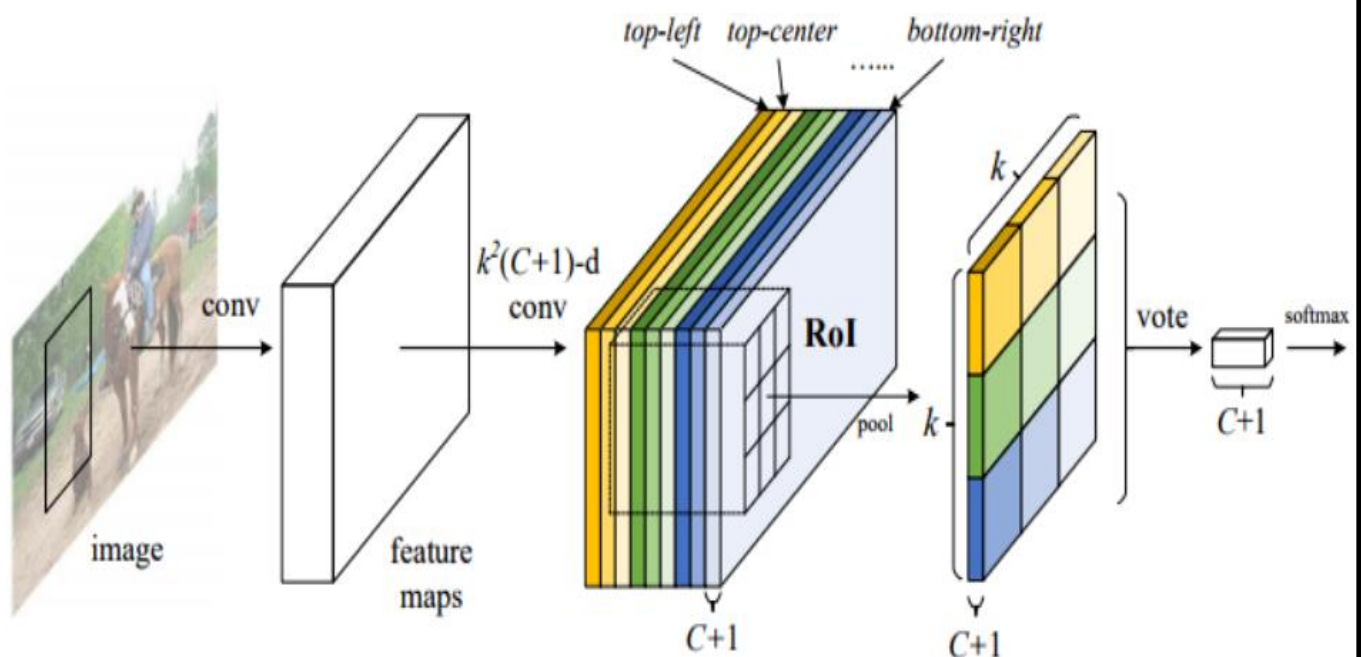 top-left top-center bottom-right
......
k
k²(C+1)-d
conv
conv
RoI
vote
softmax
pool
k
C+1
image
feature
maps
C+1
C+1